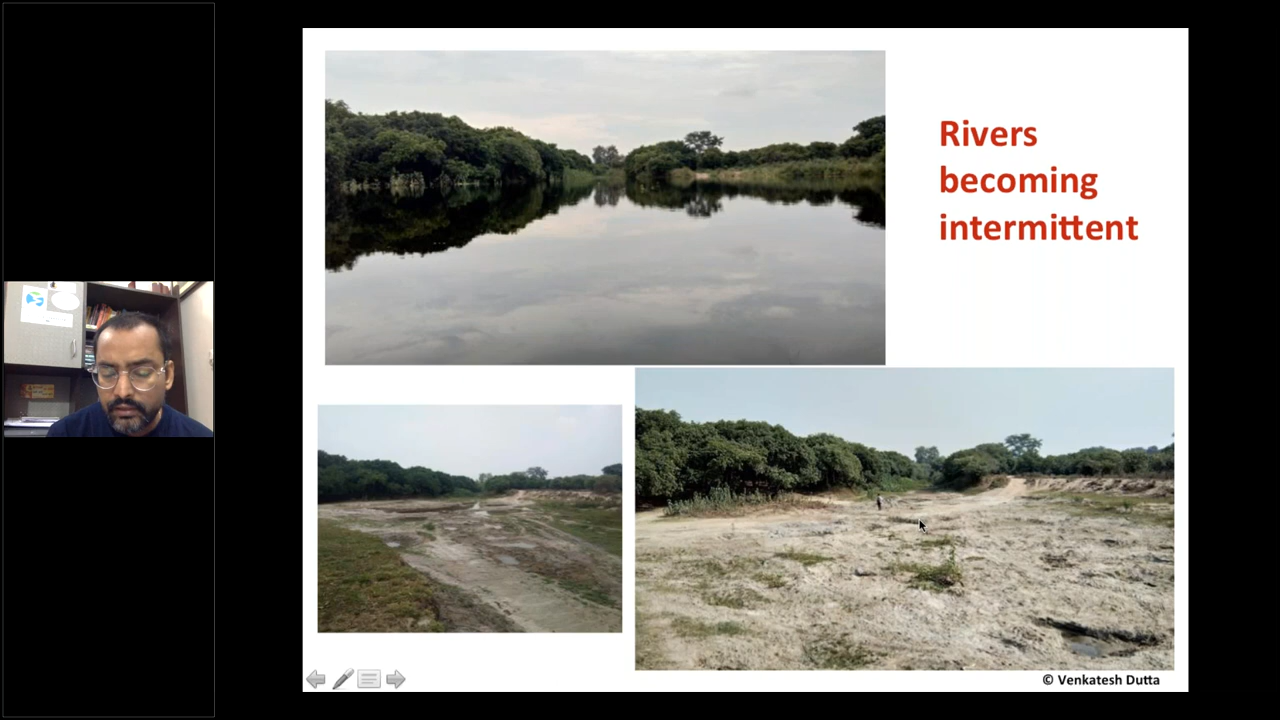 Rivers
becoming
intermittent
© Venkatesh Dutta